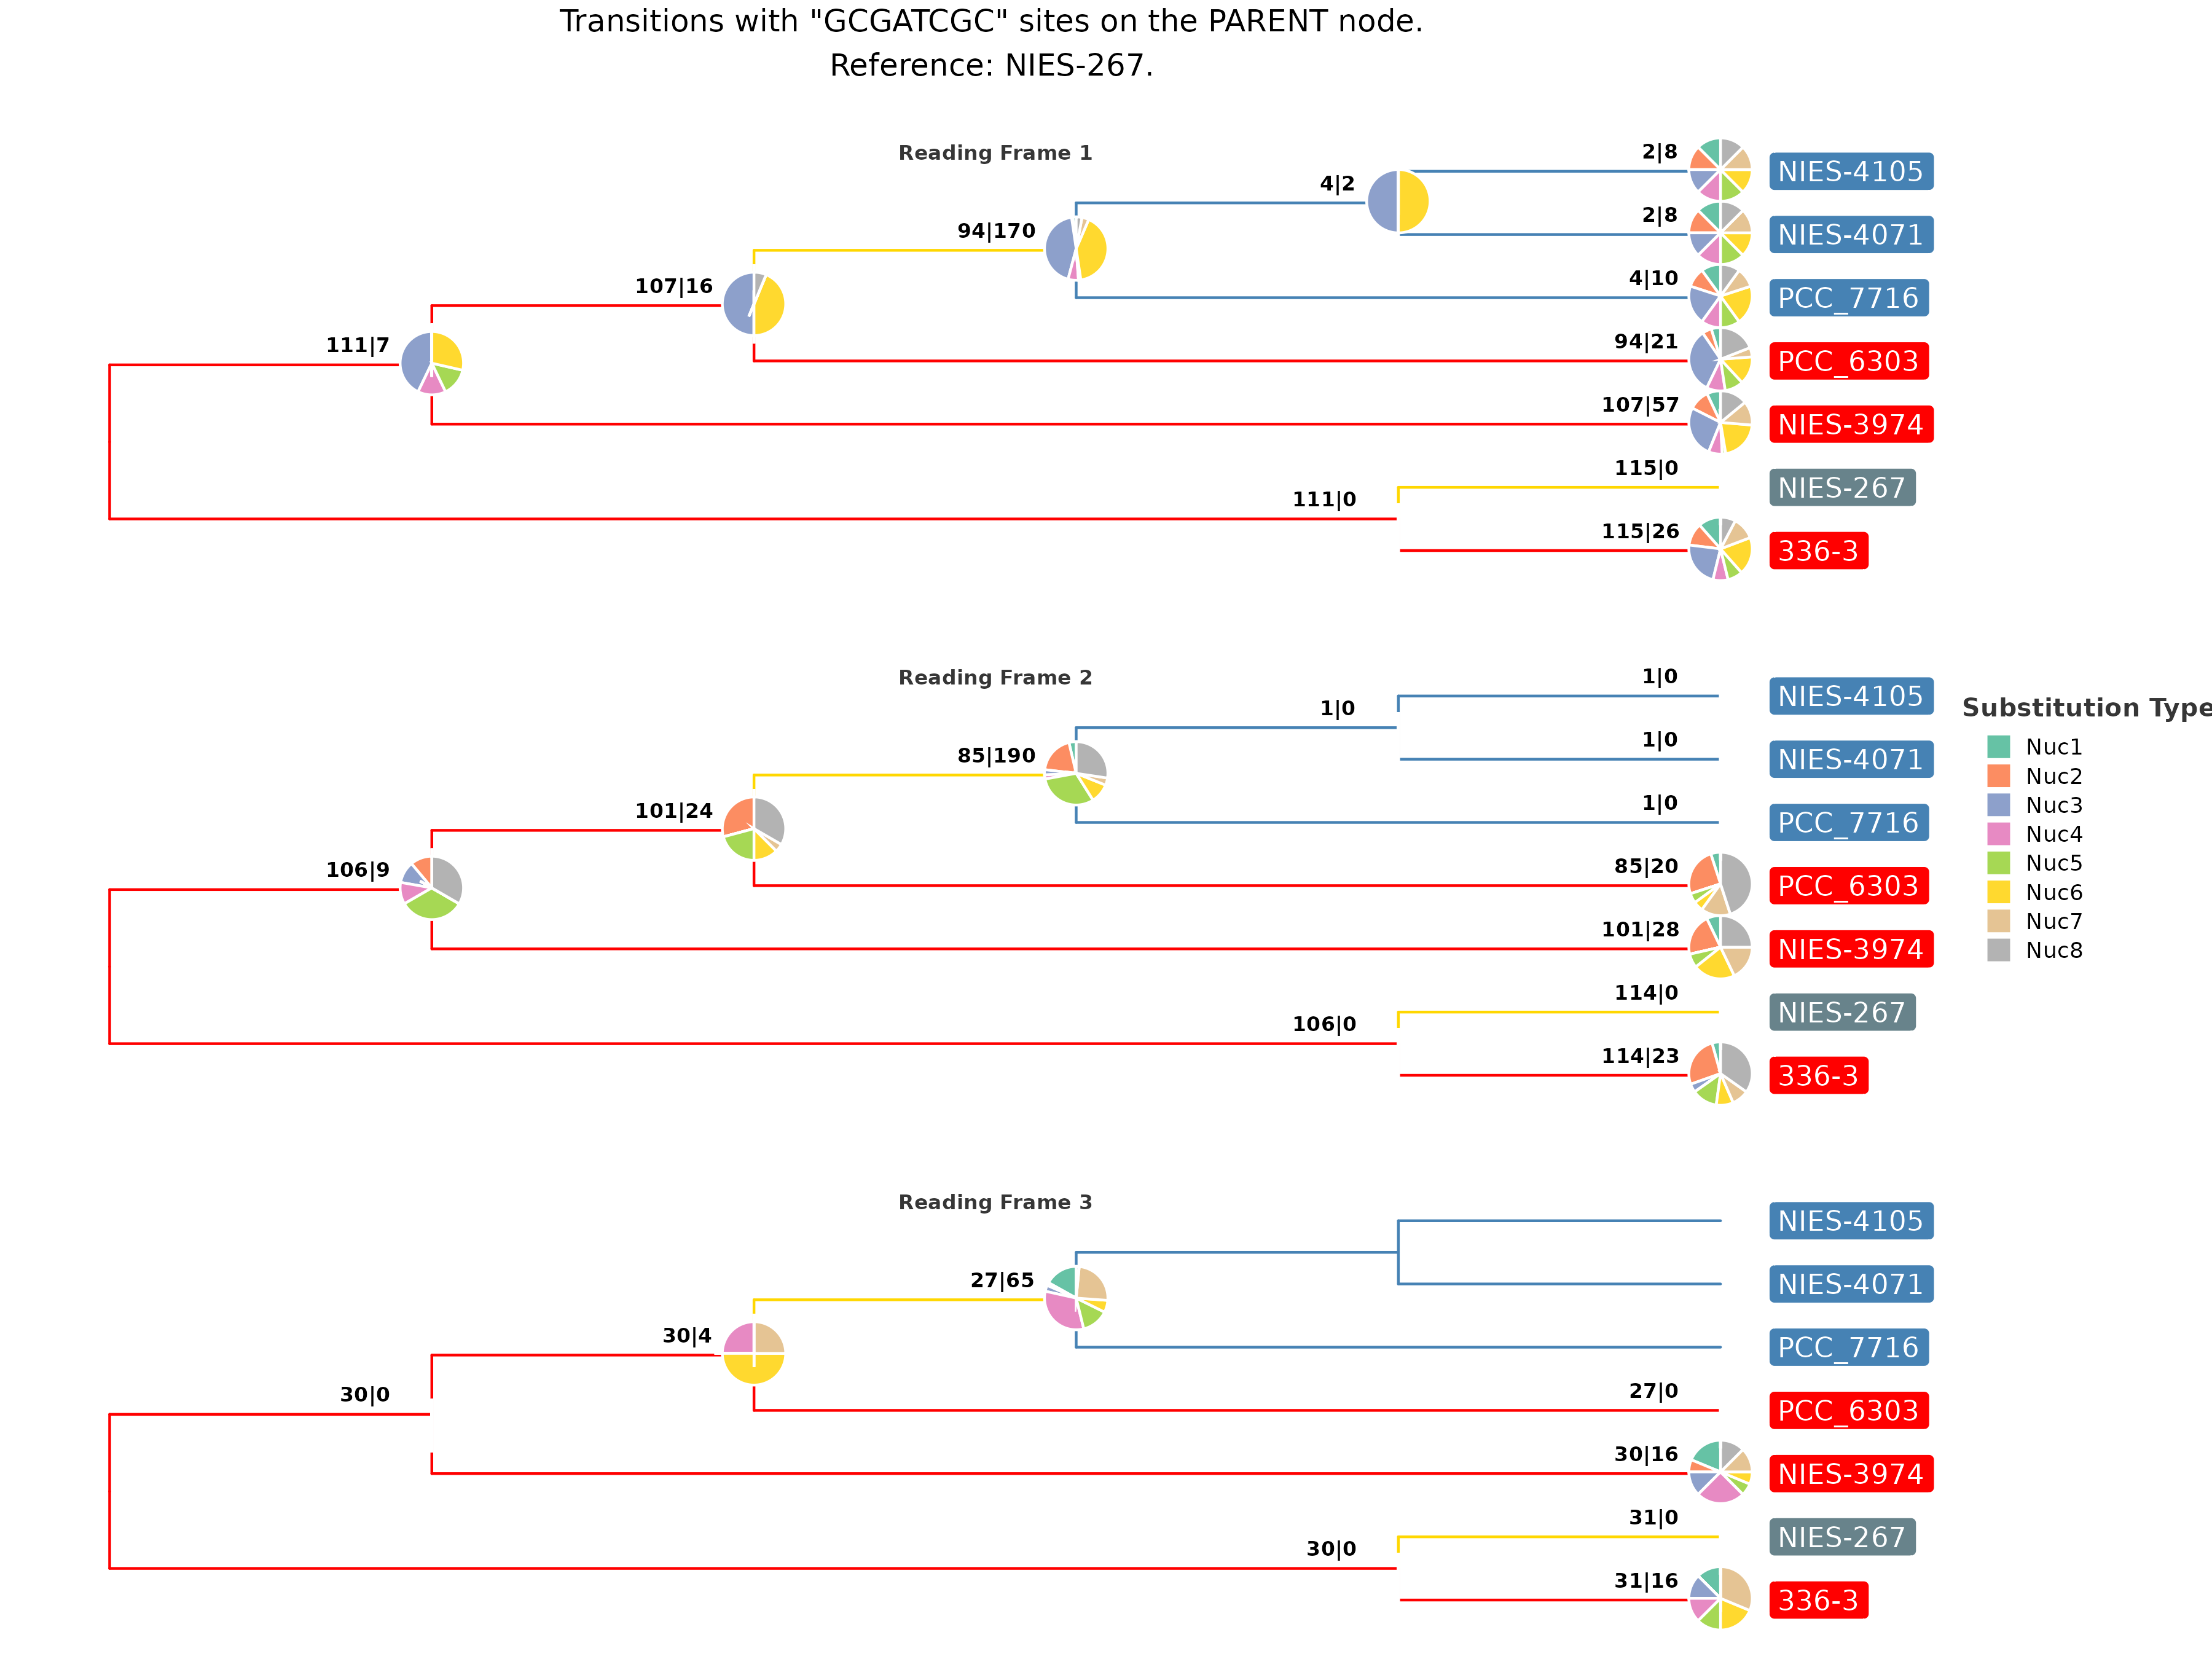 Transitions with "GCGATCGC" sites on the PARENT node.
Reference: NIES-267.
Reading Frame 1
2|8
NIES-4105
4|2
2|8
NIES-4071
94|170
4|10
PCC_7716
107|16
94|21
PCC_6303
111|7
107|57
NIES-3974
115|0
NIES-267
111|0
115|26
336-3
Reading Frame 2
1|0
NIES-4105
1|0
1|0
NIES-4071
85|190
1|0
PCC_7716
101|24
85|20
PCC_6303
106|9
101|28
NIES-3974
114|0
NIES-267
106|0
114|23
336-3
Substitution Type
Nuc1
Nuc2
Nuc3
Nuc4
Nuc5
Nuc6
Nuc7
Nuc8
Reading Frame 3
NIES-4105
NIES-4071
27|65
PCC_7716
30|4
27|0
PCC_6303
30|0
30|16
NIES-3974
31|0
NIES-267
30|0
31|16
336-3